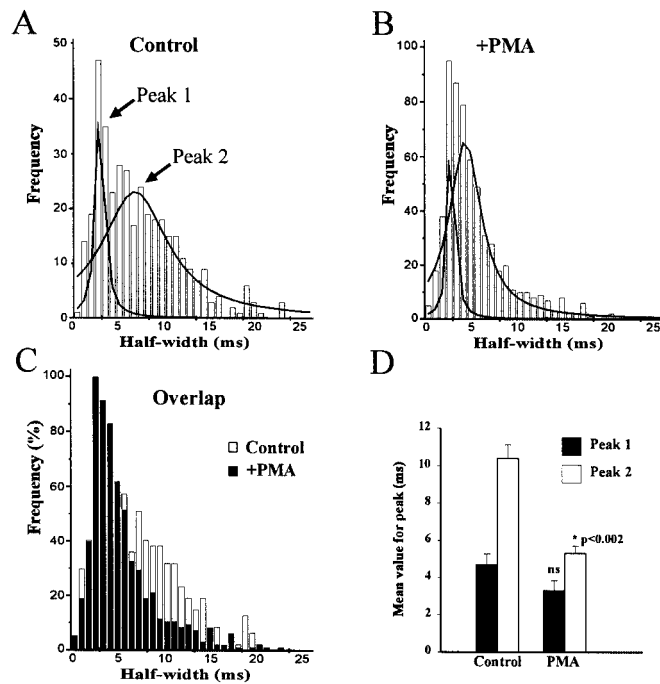 A
Control
Frequency
50
40
30
20
10
0
Peak 1
Peak 2
0 5 10 15 20 25
Half-width (ms)
B
+PMA
Frequency
100
80
60
40
20
0
0 5 10 15 20 25
Half-width (ms)
C
Overlap
Frequency (%)
100
80
60
40
20
0
Control
+PMA
0 5 10 15 20 25
Half-width (ms)
D
Mean value for peak (ms)
12
10
8
6
4
2
0
Peak 1
Peak 2
ns
* p<0.002
Control PMA